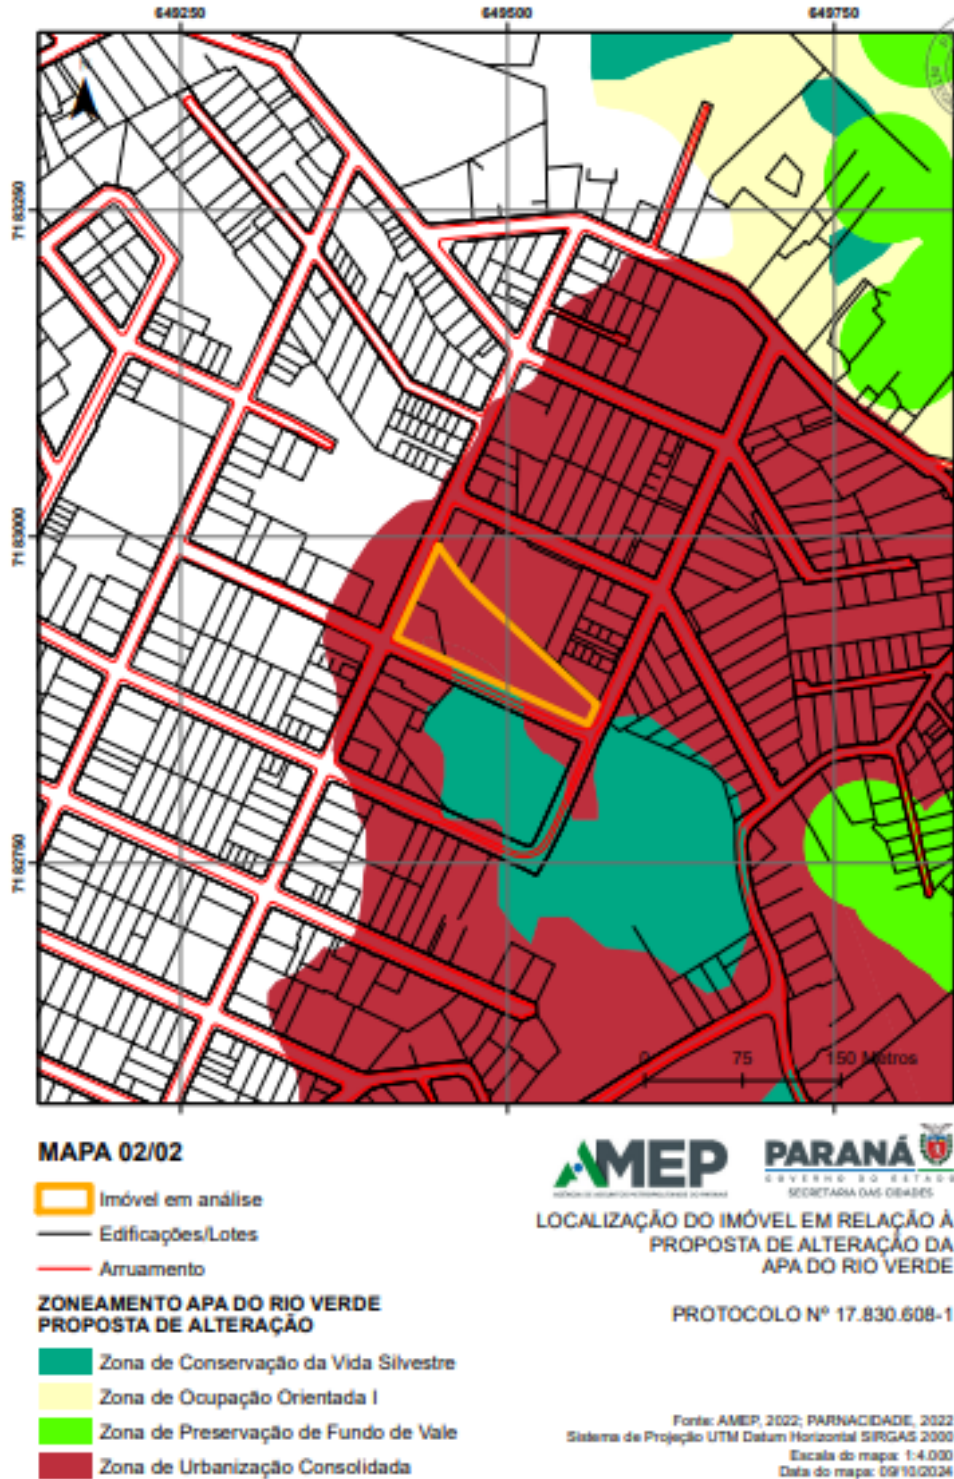 649250 649500 649750
7183250
7183000
7182750
0 75 150 Metros
MAPA 02/02
Imóvel em análise
Edificações/Lotes
Arruamento
ZONEAMENTO APA DO RIO VERDE
PROPOSTA DE ALTERAÇÃO
Zona de Conservação da Vida Silvestre
Zona de Ocupação Orientada I
Zona de Preservação de Fundo de Vale
Zona de Urbanização Consolidada
AMEP
PARANÁ
GOVERNO DO ESTADO
SECRETARIA DAS CIDADES
LOCALIZAÇÃO DO IMÓVEL EM RELAÇÃO À
PROPOSTA DE ALTERAÇÃO DA
APA DO RIO VERDE
PROTOCOLO Nº 17.830.608-1
Fonte: AMEP, 2022; PARNACIDADE, 2022
Sistema de Projeção UTM Datum Horizontal SIRGAS 2000
Escala do mapa: 1:4.000
Data do mapa: 09/10/2024